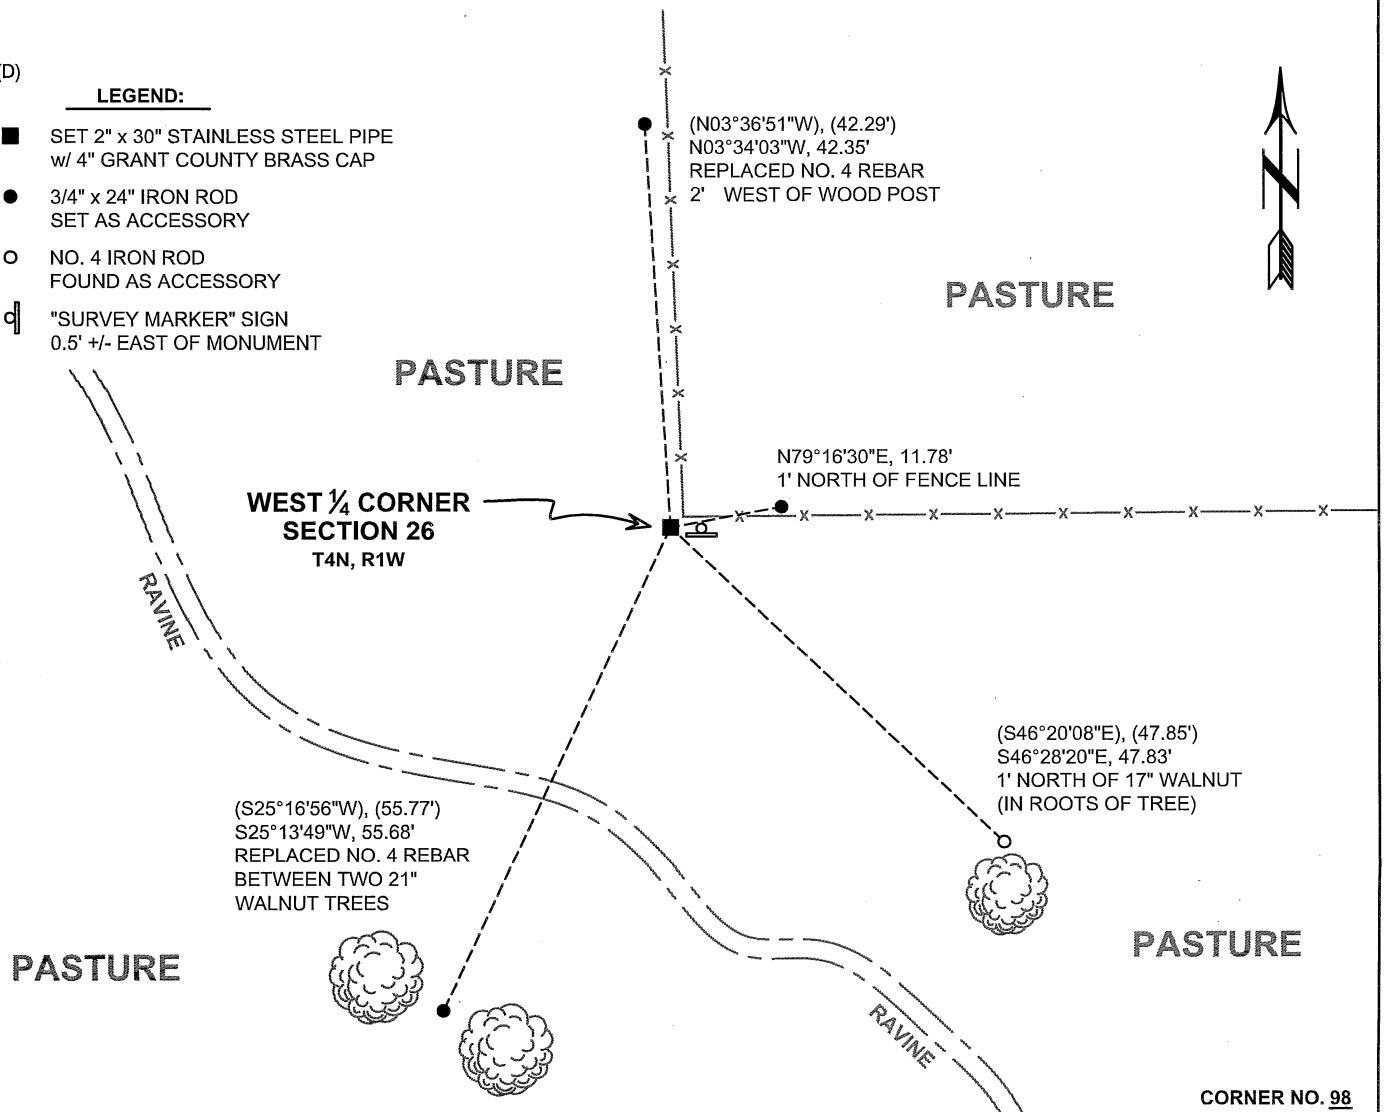 (D)
LEGEND:
SET 2" x 30" STAINLESS STEEL PIPE
w/ 4" GRANT COUNTY BRASS CAP
3/4" x 24" IRON ROD
SET AS ACCESSORY
NO. 4 IRON ROD
FOUND AS ACCESSORY
"SURVEY MARKER" SIGN
0.5' +/- EAST OF MONUMENT
(N03°36'51"W), (42.29')
N03°34'03"W, 42.35'
REPLACED NO. 4 REBAR
2' WEST OF WOOD POST
N
PASTURE
PASTURE
N79°16'30"E, 11.78'
1' NORTH OF FENCE LINE
WEST ¼ CORNER
SECTION 26
T4N, R1W
RAVINE
(S46°20'08"E), (47.85')
S46°28'20"E, 47.83'
1' NORTH OF 17" WALNUT
(IN ROOTS OF TREE)
(S25°16'56"W), (55.77')
S25°13'49"W, 55.68'
REPLACED NO. 4 REBAR
BETWEEN TWO 21"
WALNUT TREES
PASTURE
PASTURE
RAVINE
CORNER NO. 98